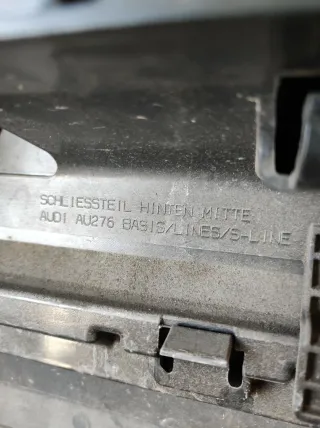 SCHLIESSTEIL HINTEN MITTE
AUDI AU276 BASIS/LINES/S-LINE